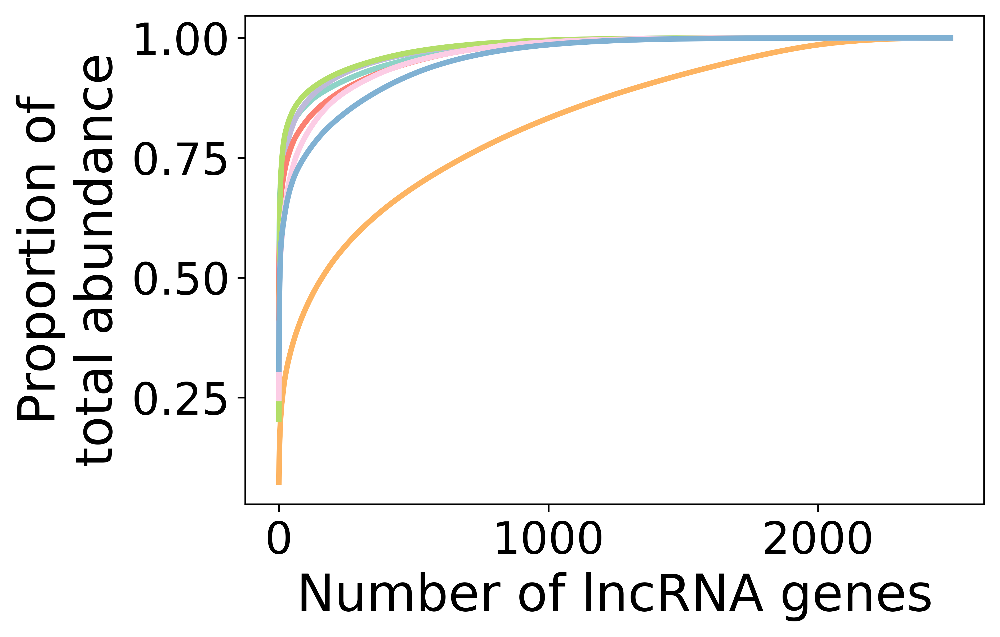 Proportion of
total abundance
1.00
0.75
0.50
0.25
0
1000
2000
Number of lncRNA genes